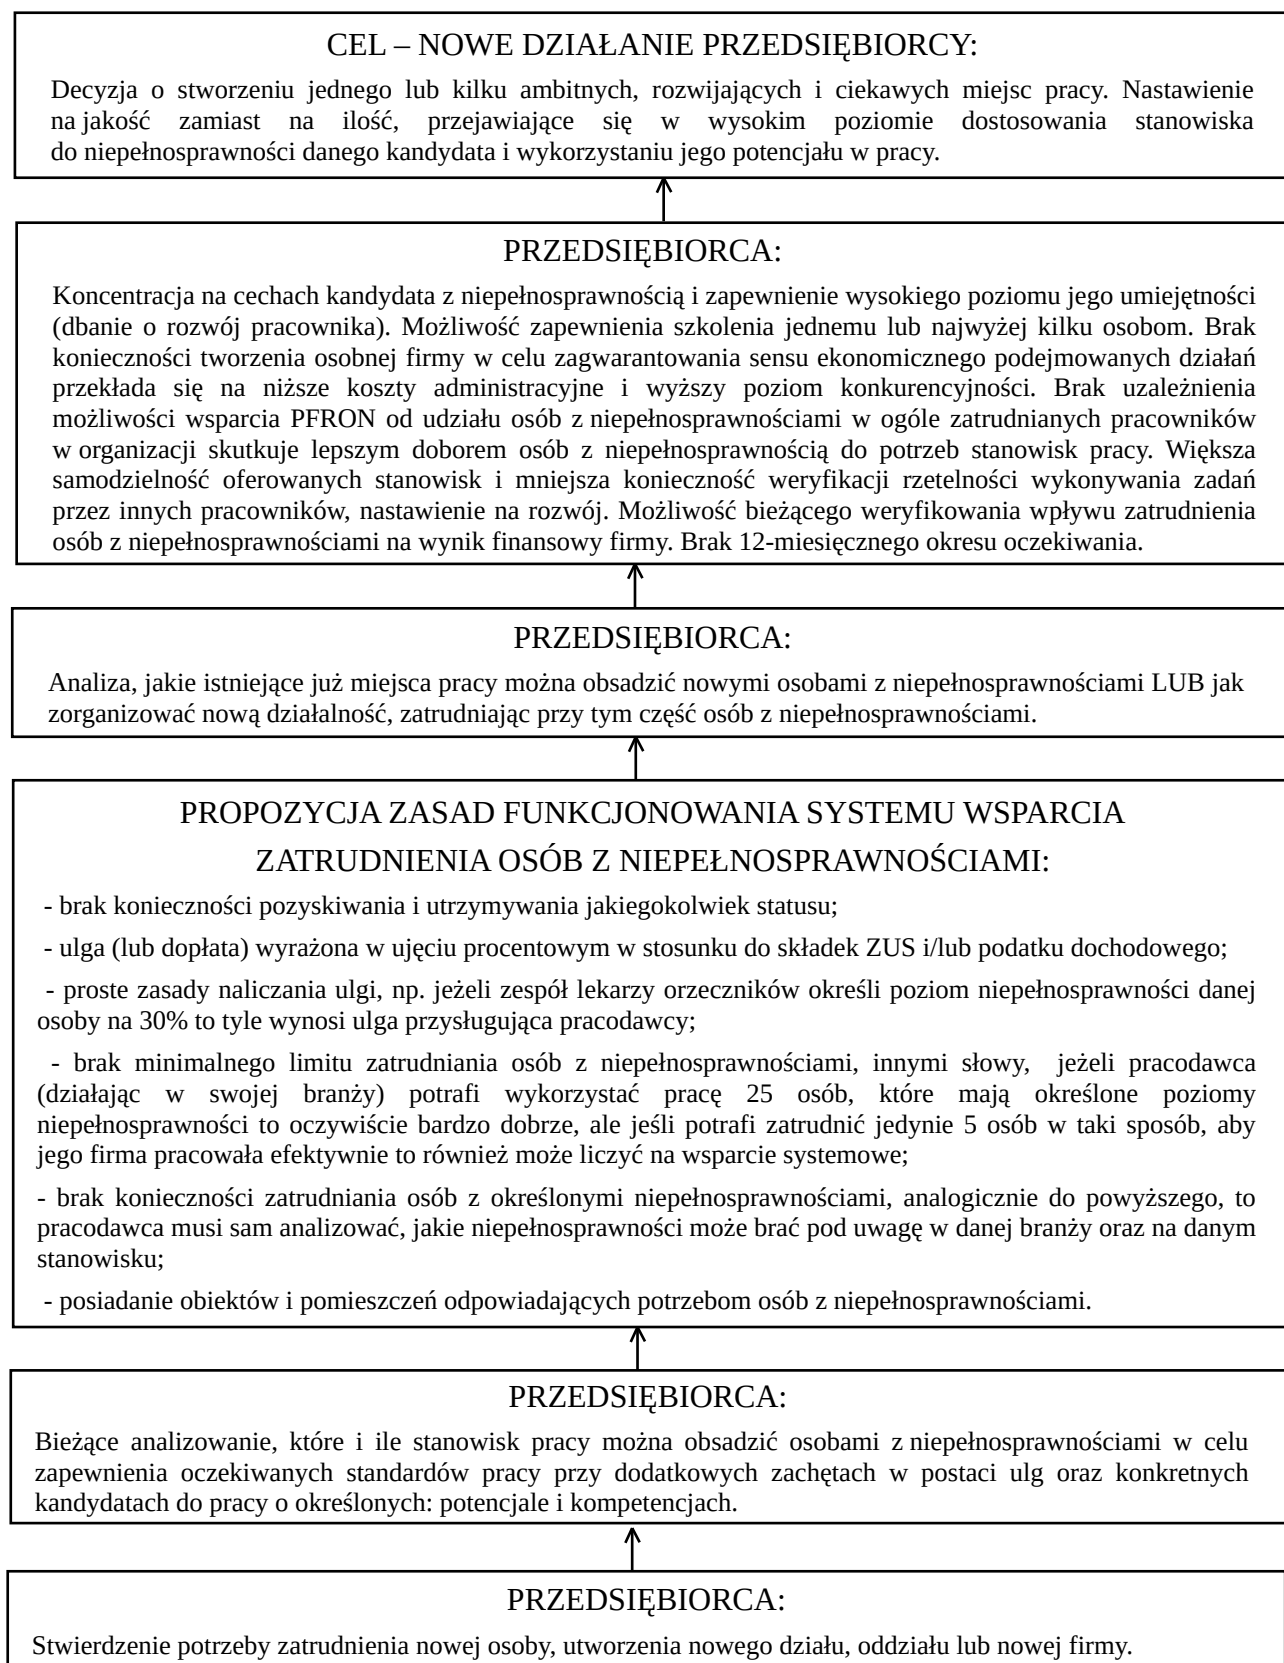 CEL – NOWE DZIAŁANIE PRZEDSIĘBIORCY:
Decyzja o stworzeniu jednego lub kilku ambitnych, rozwijających i ciekawych miejsc pracy. Nastawienie
na jakość zamiast na ilość, przejawiające się w wysokim poziomie dostosowania stanowiska
do niepełnosprawności danego kandydata i wykorzystaniu jego potencjału w pracy.
PRZEDSIĘBIORCA:
Koncentracja na cechach kandydata z niepełnosprawnością i zapewnienie wysokiego poziomu jego umiejętności
(dbanie o rozwój pracownika). Możliwość zapewnienia szkolenia jednemu lub najwyżej kilku osobom. Brak
konieczności tworzenia osobnej firmy w celu zagwarantowania sensu ekonomicznego podejmowanych działań
przekłada się na niższe koszty administracyjne i wyższy poziom konkurencyjności. Brak uzależnienia
możliwości wsparcia PFRON od udziału osób z niepełnosprawnościami w ogóle zatrudnianych pracowników
w organizacji skutkuje lepszym doborem osób z niepełnosprawnością do potrzeb stanowisk pracy. Większa
samodzielność oferowanych stanowisk i mniejsza konieczność weryfikacji rzetelności wykonywania zadań
przez innych pracowników, nastawienie na rozwój. Możliwość bieżącego weryfikowania wpływu zatrudnienia
osób z niepełnosprawnościami na wynik finansowy firmy. Brak 12-miesięcznego okresu oczekiwania.
PRZEDSIĘBIORCA:
Analiza, jakie istniejące już miejsca pracy można obsadzić nowymi osobami z niepełnosprawnościami LUB jak
zorganizować nową działalność, zatrudniając przy tym część osób z niepełnosprawnościami.
PROPOZYCJA ZASAD FUNKCJONOWANIA SYSTEMU WSPARCIA
ZATRUDNIENIA OSÓB Z NIEPEŁNOSPRAWNOŚCIAMI:
- brak konieczności pozyskiwania i utrzymywania jakiegokolwiek statusu;
- ulga (lub dopłata) wyrażona w ujęciu procentowym w stosunku do składek ZUS i/lub podatku dochodowego;
- proste zasady naliczania ulgi, np. jeżeli zespół lekarzy orzeczników określi poziom niepełnosprawności danej
osoby na 30% to tyle wynosi ulga przysługująca pracodawcy;
- brak minimalnego limitu zatrudniania osób z niepełnosprawnościami, innymi słowy, jeżeli pracodawca
(działając w swojej branży) potrafi wykorzystać pracę 25 osób, które mają określone poziomy
niepełnosprawności to oczywiście bardzo dobrze, ale jeśli potrafi zatrudnić jedynie 5 osób w taki sposób, aby
jego firma pracowała efektywnie to również może liczyć na wsparcie systemowe;
- brak konieczności zatrudniania osób z określonymi niepełnosprawnościami, analogicznie do powyższego, to
pracodawca musi sam analizować, jakie niepełnosprawności może brać pod uwagę w danej branży oraz na danym
stanowisku;
- posiadanie obiektów i pomieszczeń odpowiadających potrzebom osób z niepełnosprawnościami.
PRZEDSIĘBIORCA:
Bieżące analizowanie, które i ile stanowisk pracy można obsadzić osobami z niepełnosprawnościami w celu
zapewnienia oczekiwanych standardów pracy przy dodatkowych zachętach w postaci ulg oraz konkretnych
kandydatach do pracy o określonych: potencjale i kompetencjach.
PRZEDSIĘBIORCA:
Stwierdzenie potrzeby zatrudnienia nowej osoby, utworzenia nowego działu, oddziału lub nowej firmy.